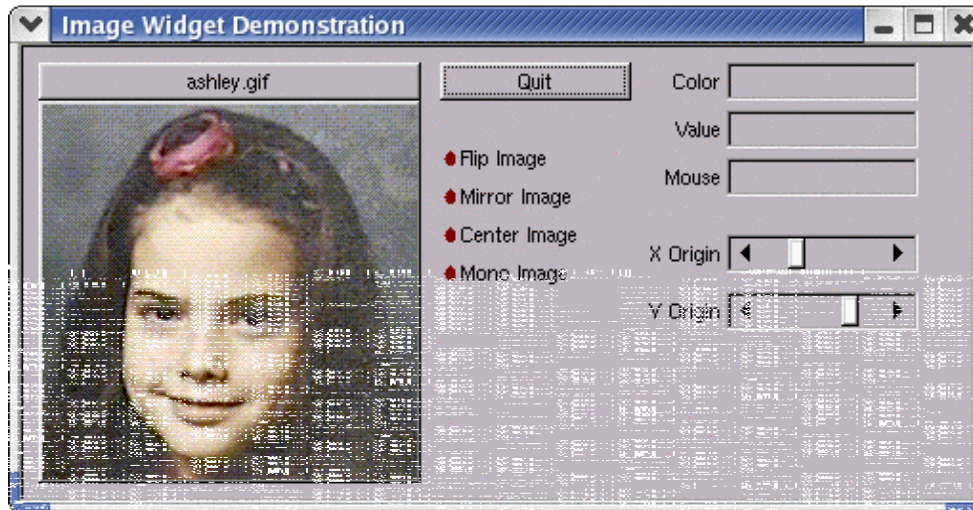 Image Widget Demonstration
ashley.gif
Quit
Flip Image
Mirror Image
Center Image
Mono Image
Color
Value
Mouse
X Origin
Y Origin